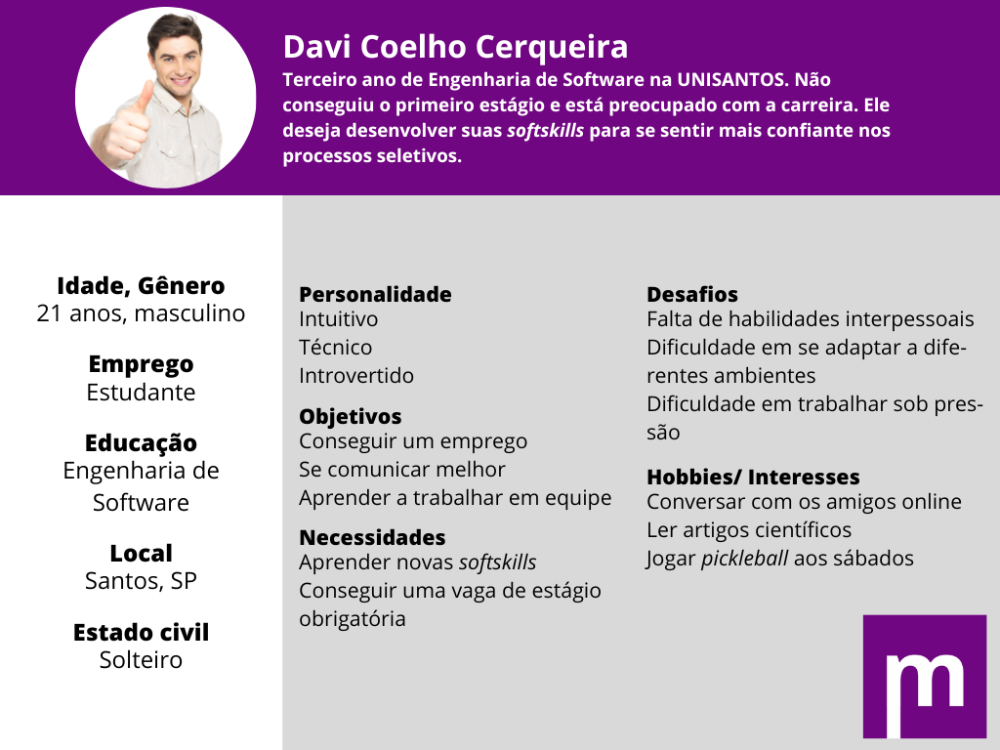 Davi Coelho Cerqueira
Terceiro ano de Engenharia de Software na UNISANTOS. Não
conseguiu o primeiro estágio e está preocupado com a carreira. Ele
deseja desenvolver suas softskills para se sentir mais confiante nos
processos seletivos.
Idade, Gênero
21 anos, masculino
Emprego
Estudante
Educação
Engenharia de
Software
Local
Santos, SP
Estado civil
Solteiro
Personalidade
Intuitivo
Técnico
Introvertido
Objetivos
Conseguir um emprego
Se comunicar melhor
Aprender a trabalhar em equipe
Necessidades
Aprender novas softskills
Conseguir uma vaga de estágio
obrigatória
Desafios
Falta de habilidades interpessoais
Dificuldade em se adaptar a dife-
rentes ambientes
Dificuldade em trabalhar sob pres-
são
Hobbies/ Interesses
Conversar com os amigos online
Ler artigos científicos
Jogar pickleball aos sábados
m